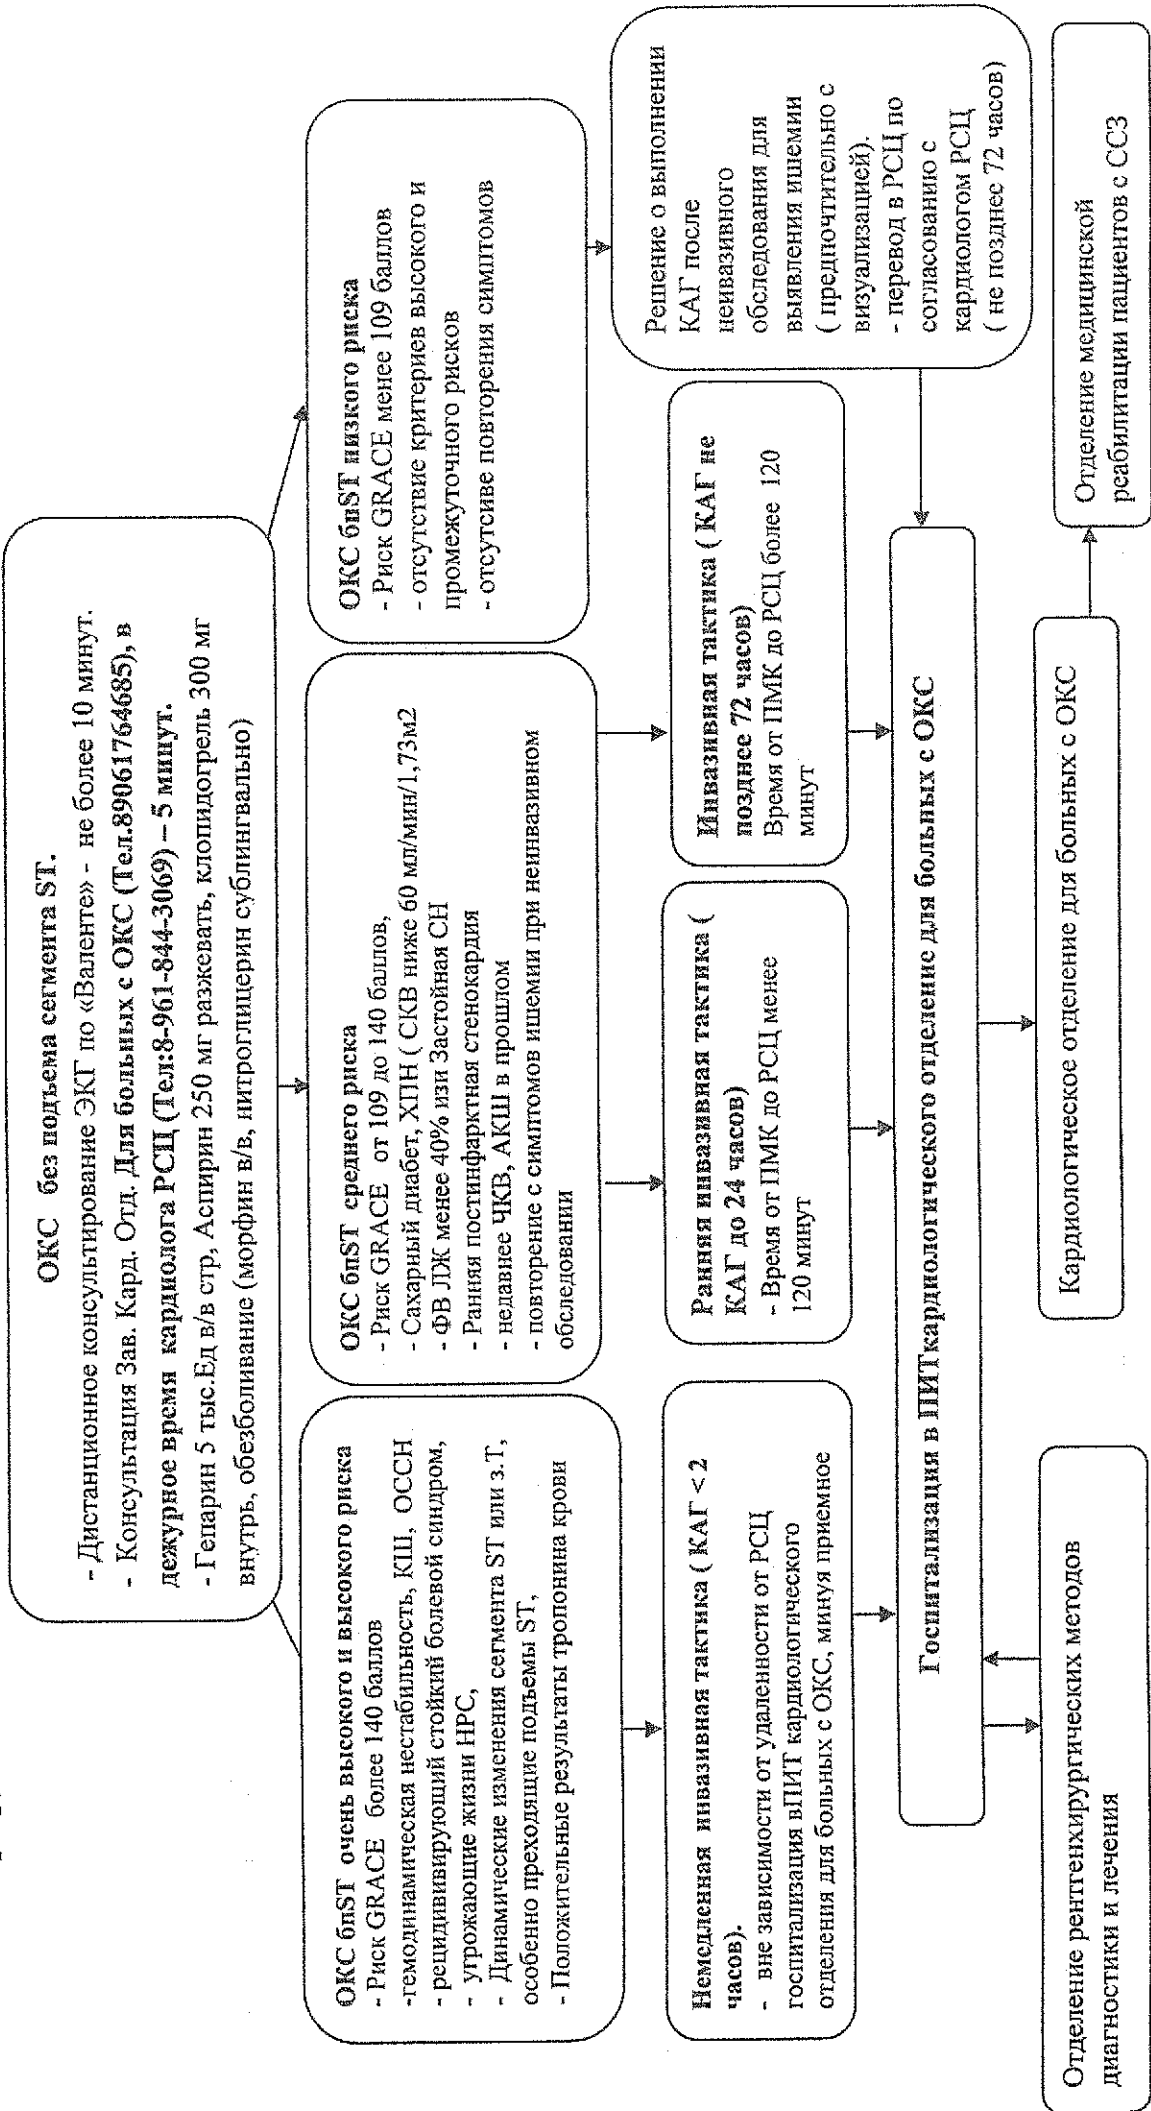 ОКС без подъема сегмента ST.
- Дистанционное консультирование ЭКГ по «Валенте» - не более 10 минут.
- Консультация Зав. Кард. Отд. Для больных с ОКС (Тел.89061764685), в
дежурное время кардиолога РСЦ (Тел:8-961-844-3069) – 5 минут.
- Гепарин 5 тыс.Ед в/в стр, Аспирин 250 мг разжевать, клопидогрель 300 мг
внутрь, обезболивание (морфин в/в, нитроглицерин сублингвально)
ОКС бпST очень высокого и высокого риска
- Риск GRACE более 140 баллов
-гемодинамическая нестабильность, КШ, ОССН
- рецидивирующий стойкий болевой синдром,
- угрожающие жизни НРС,
- Динамические изменения сегмента ST или з.Т,
особенно преходящие подъемы ST,
- Положительные результаты тропонина крови
ОКС бпST среднего риска
- Риск GRACE от 109 до 140 баллов,
- Сахарный диабет, ХПН ( СКВ ниже 60 мл/мин/1,73м2
- ФВ ЛЖ менее 40% изи Застойная СН
- Ранняя постинфарктная стенокардия
- недавнее ЧКВ, АКШ в прошлом
- повторение с симптомов ишемии при неинвазивном
обследовании
ОКС бпST низкого риска
- Риск GRACE менее 109 баллов
- отсутствие критериев высокого и
промежуточного рисков
- отсутсиве повторения симптомов
Немедленная инвазивная тактика ( КАГ < 2
часов).
- вне зависимости от удаленности от РСЦ
госпитализация вПИТ кардиологического
отделения для больных с ОКС, минуя приемное
Ранняя инвазивная тактика (
КАГ до 24 часов)
- Время от ПМК до РСЦ менее
120 минут
Инвазивная тактика ( КАГ не
позднее 72 часов)
Время от ПМК до РСЦ более 120
минут
Решение о выполнении
КАГ после
неивазивного
обследования для
выявления ишемии
( предпочтительно с
визуализацией).
- перевод в РСЦ по
согласованию с
кардиологом РСЦ
( не позднее 72 часов)
Госпитализация в ПИТкардиологического отделение для больных с ОКС
Отделение рентгенхирургических методов
диагностики и лечения
Кардиологическое отделение для больных с ОКС
Отделение медицинской
реабилитации пациентов с ССЗ